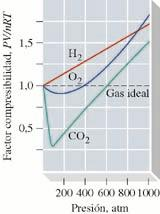 Factor compresibilidad, PV/nRT
1,5
H2
O2
1,0
Gas ideal
0,5
CO2
200 400 600 800 1000
Presión, atm